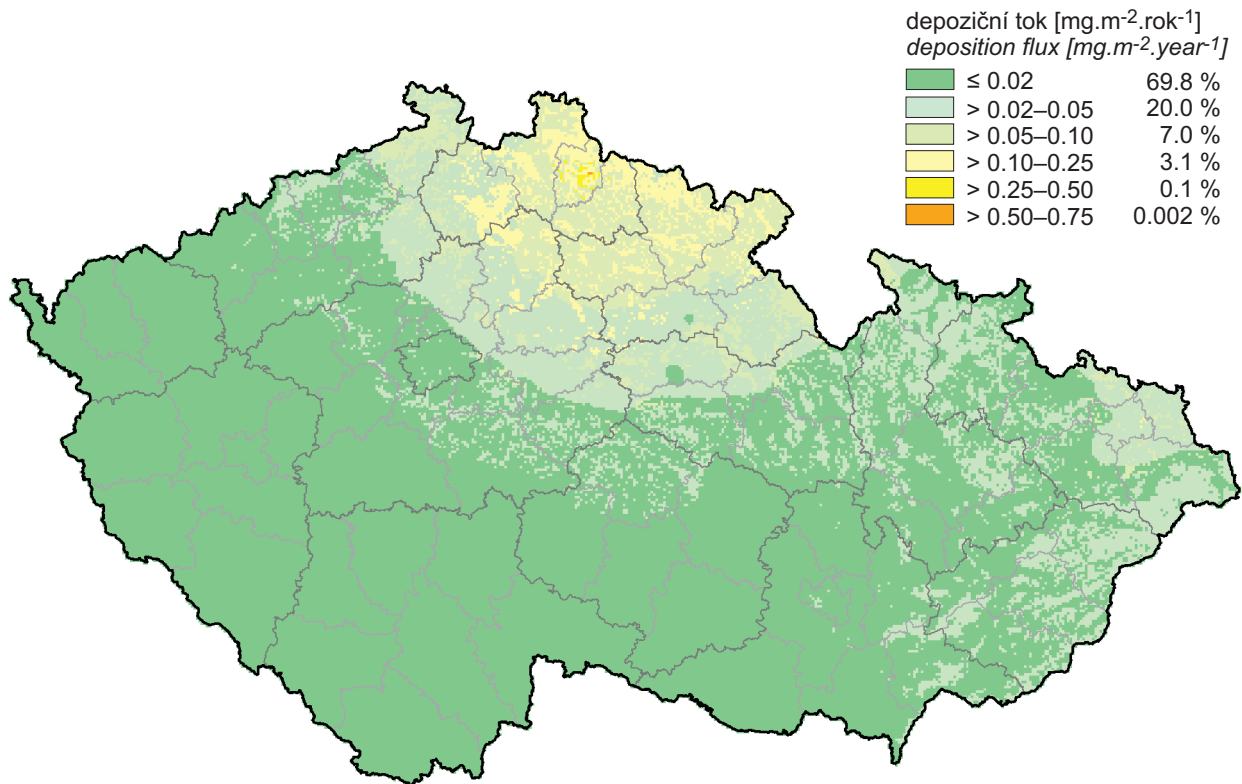 depoziční tok [mg.m-2.rok-1]
deposition flux [mg.m-2.year-1]
≤ 0.02 69.8 %
> 0.02–0.05 20.0 %
> 0.05–0.10 7.0 %
> 0.10–0.25 3.1 %
> 0.25–0.50 0.1 %
> 0.50–0.75 0.002 %